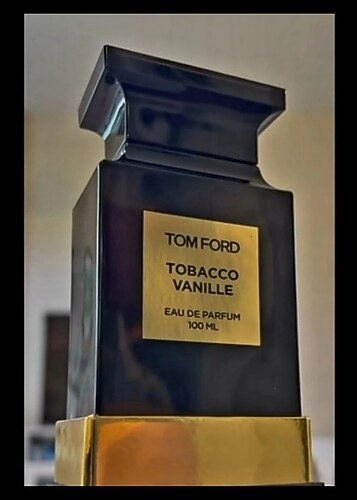 TOM FORD
TOBACCO
VANILLE
EAU DE PARFUM
100 ML